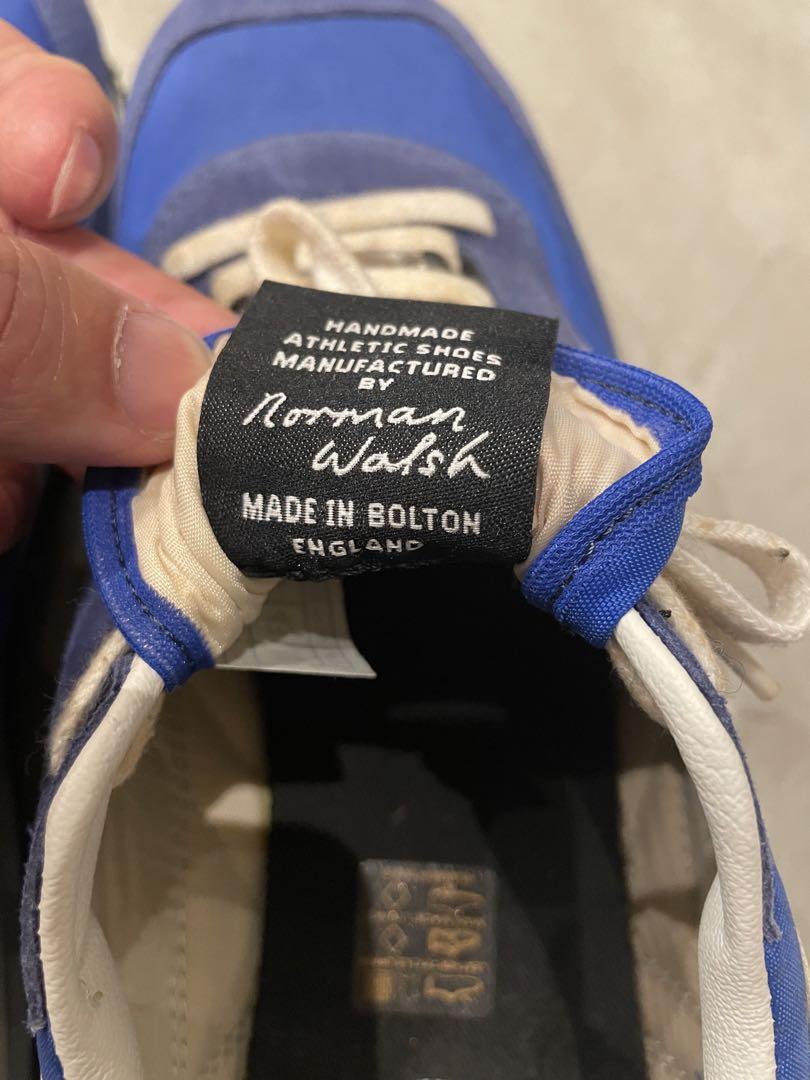 HANDMADE
ATHLETIC SHOES
MANUFACTURED
BY
Norman
Walsh
MADE IN BOLTON
ENGLAND